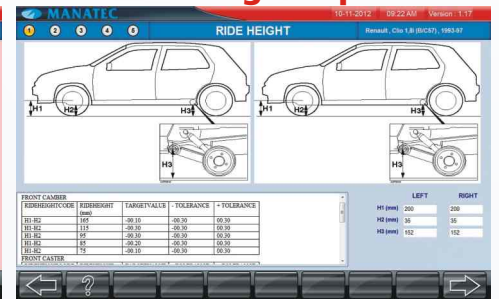 MANATEC 10-11-2012 09.22 AM Version : 1.17
1 2 3 4 5 RIDE HEIGHT Renault , Clio 1,8i (B/C57) , 1993-97
H1 H2 H3 H1 H2 H3
H3 H3
FRONT CAMBER
RIDEHEIGHTCODE RIDEHEIGHT (mm) TARGETVALUE - TOLERANCE + TOLERANCE
H1-H2 165 -00.10 -00.30 00.30
H1-H2 115 -00.30 -00.30 00.30
H1-H2 95 -00.30 -00.30 00.30
H1-H2 85 -00.20 -00.30 00.30
H1-H2 75 -00.10 -00.30 00.30
FRONT CASTER
LEFT RIGHT
H1 (mm) 200 200
H2 (mm) 35 35
H3 (mm) 152 152
?